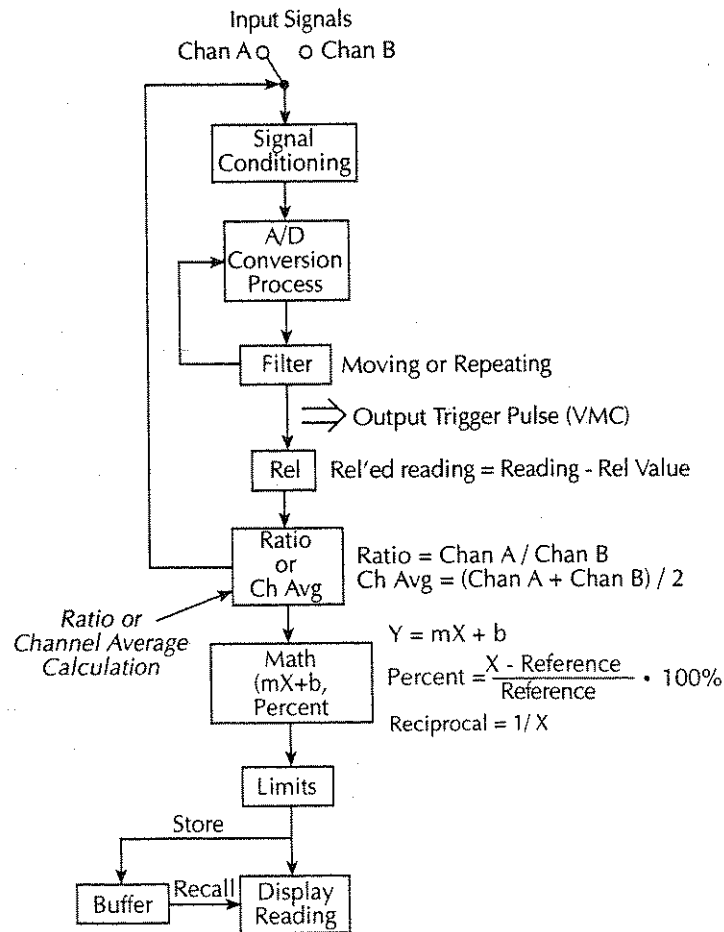 Input Signals
Chan A Chan B
Signal
Conditioning
A/D
Conversion
Process
Filter
Moving or Repeating
Output Trigger Pulse (VMC)
Rel
Rel'ed reading = Reading - Rel Value
Ratio
or
Ch Avg
Ratio = Chan A / Chan B
Ch Avg = (Chan A + Chan B) / 2
Ratio or
Channel Average
Calculation
Math
(mX+b,
Percent
Y = mX + b
Percent = X - Reference
Reference
• 100%
Reciprocal = 1/X
Limits
Store
Buffer
Recall
Display
Reading